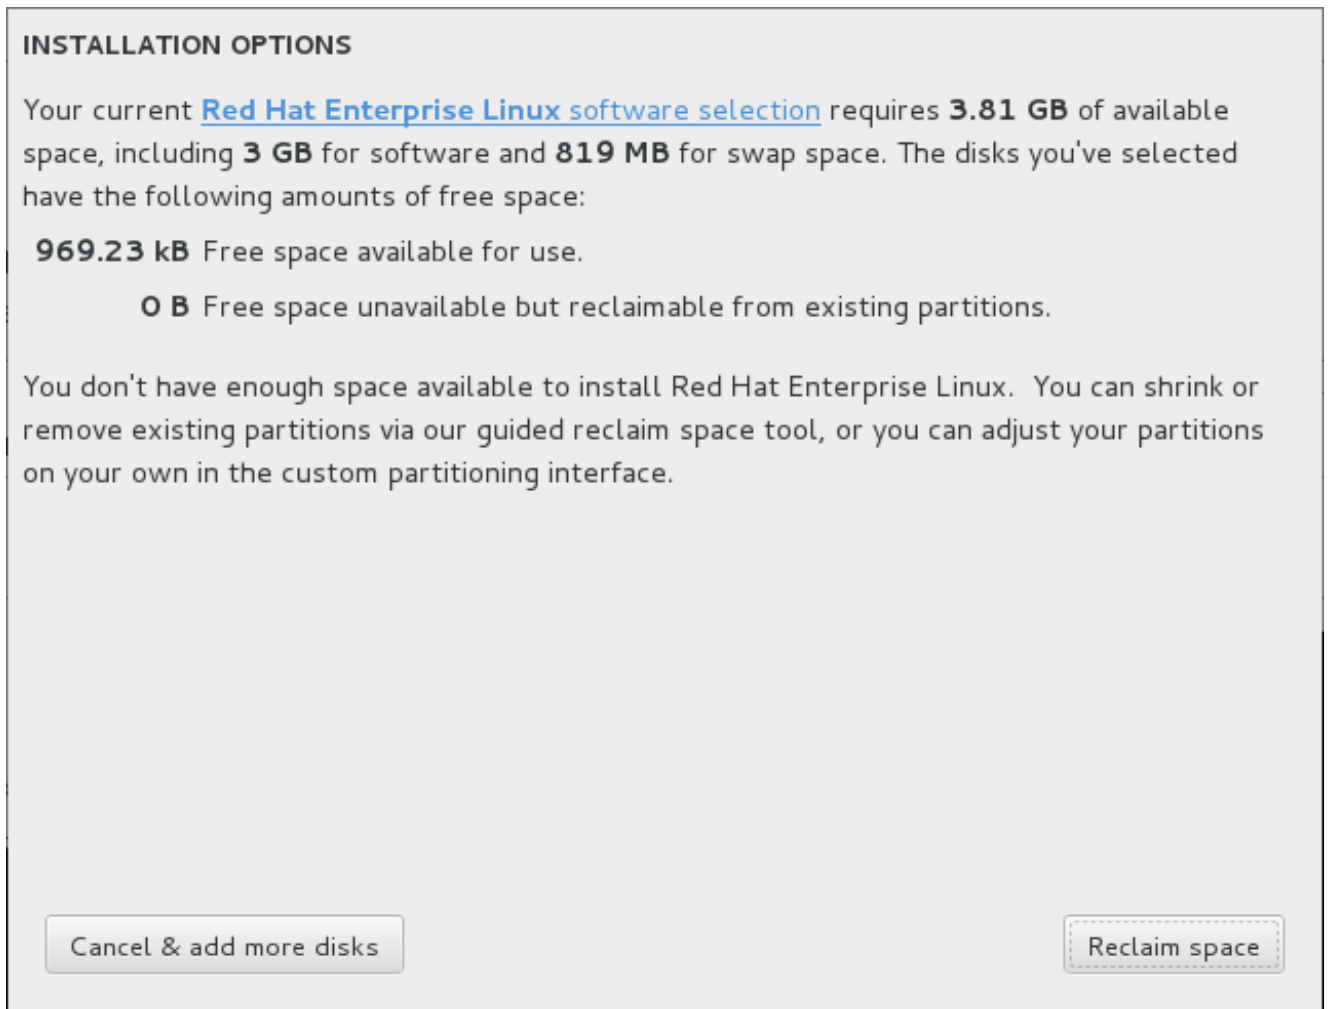 INSTALLATION OPTIONS
Your current Red Hat Enterprise Linux software selection requires 3.81 GB of available
space, including 3 GB for software and 819 MB for swap space. The disks you've selected
have the following amounts of free space:
969.23 kB Free space available for use.
0 B Free space unavailable but reclaimable from existing partitions.
You don't have enough space available to install Red Hat Enterprise Linux.  You can shrink or
remove existing partitions via our guided reclaim space tool, or you can adjust your partitions
on your own in the custom partitioning interface.
Cancel & add more disks
Reclaim space